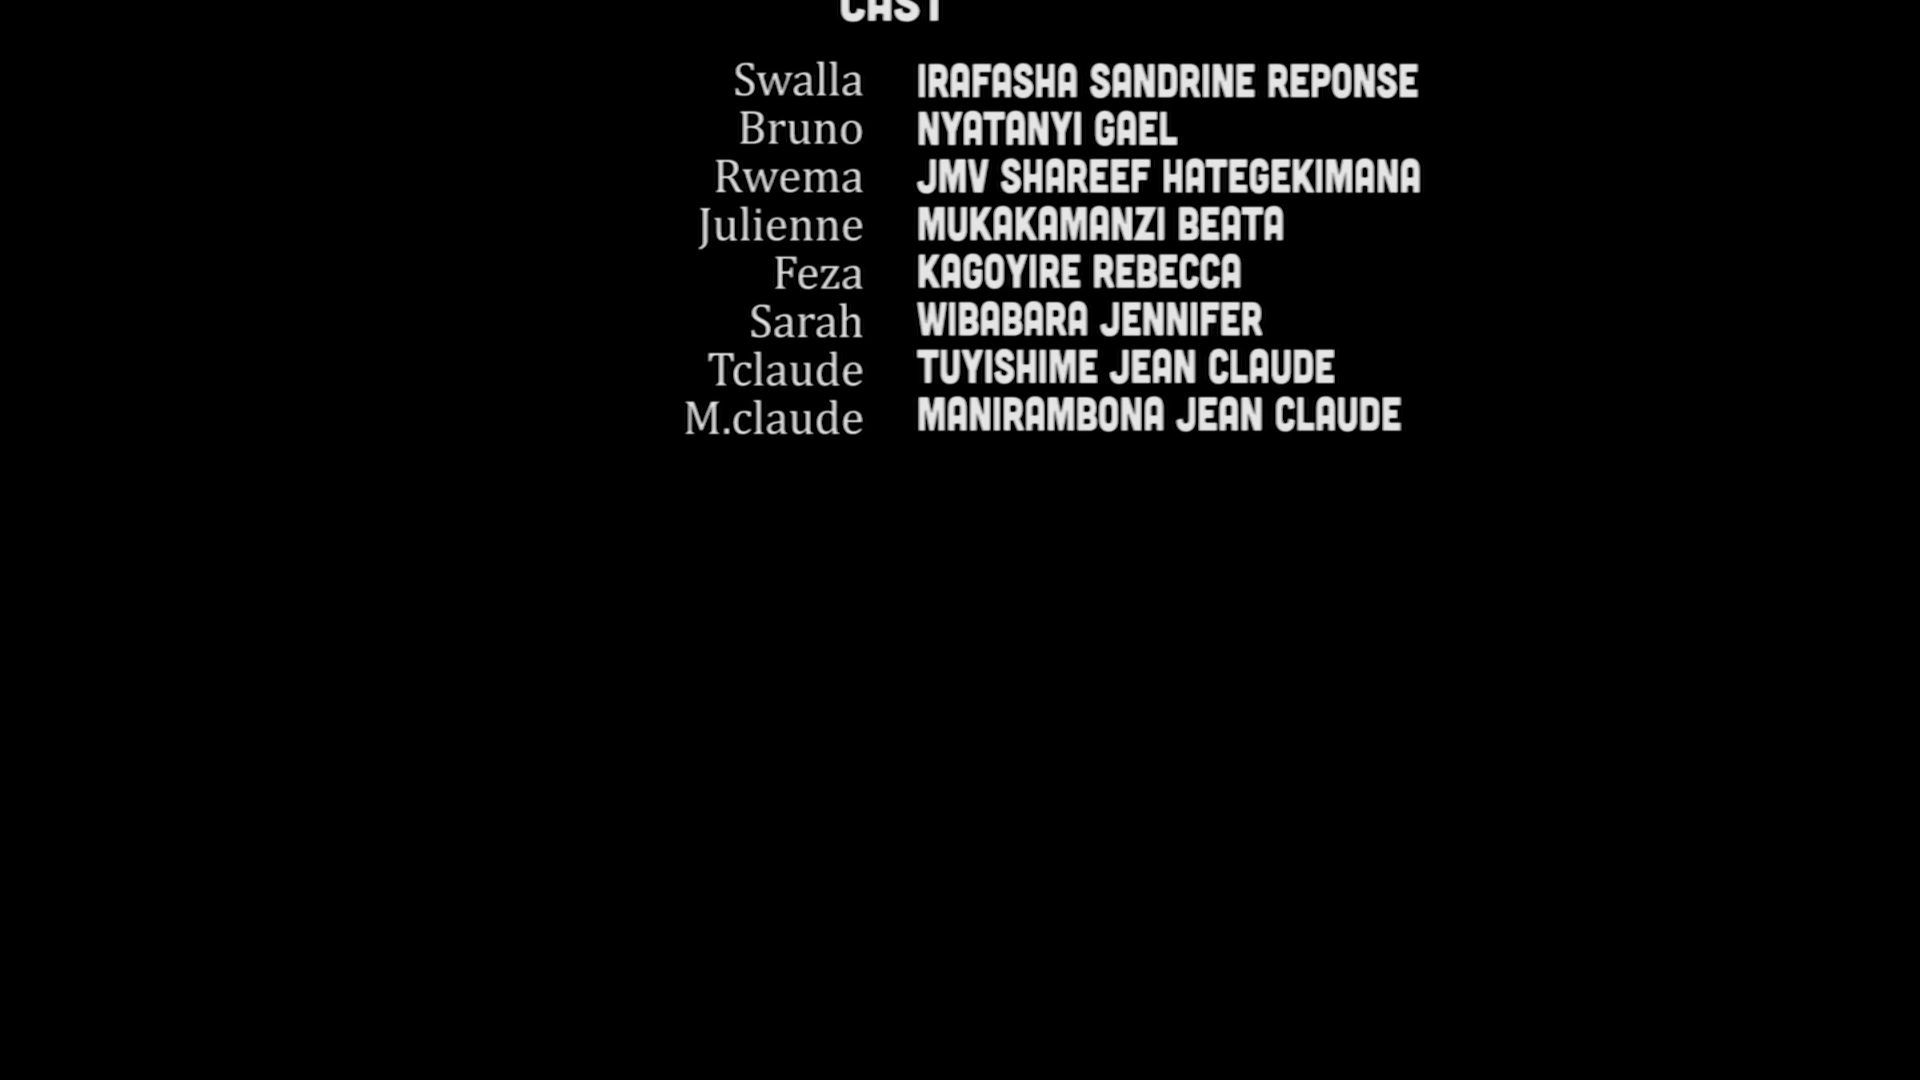 CAST
Swalla IRAFASHA SANDRINE REPONSE
Bruno NYATANYI GAEL
Rwema JMV SHAREEF HATEGEKIMANA
Julienne MUKAKAMANZI BEATA
Feza KAGOYIRE REBECCA
Sarah WIBABARA JENNIFER
Tclaude TUYISHIME JEAN CLAUDE
M.claude MANIRAMBONA JEAN CLAUDE